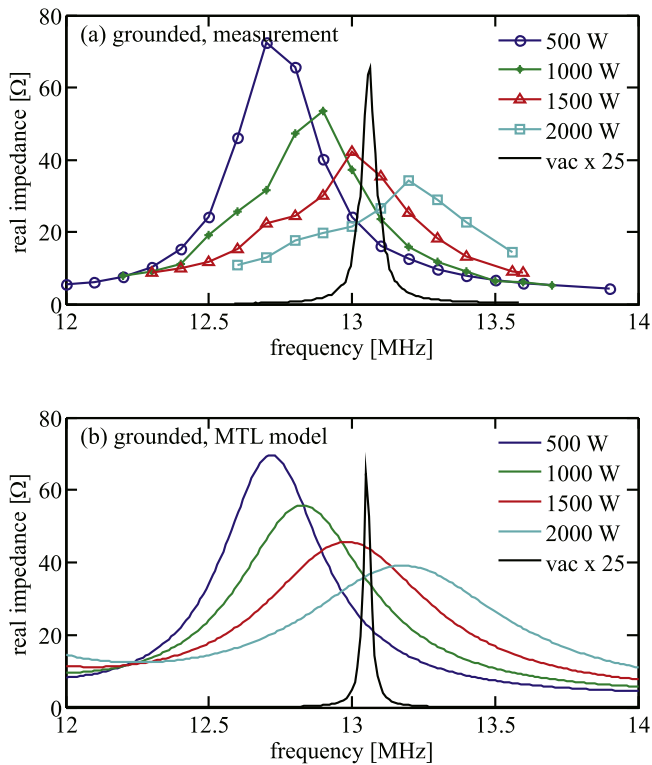 (a) grounded, measurement
80
60
40
20
0
real impedance [Ω]
500 W
1000 W
1500 W
2000 W
vac x 25
12
12.5
13
13.5
14
frequency [MHz]
(b) grounded, MTL model
80
60
40
20
0
real impedance [Ω]
500 W
1000 W
1500 W
2000 W
vac x 25
12
12.5
13
13.5
14
frequency [MHz]